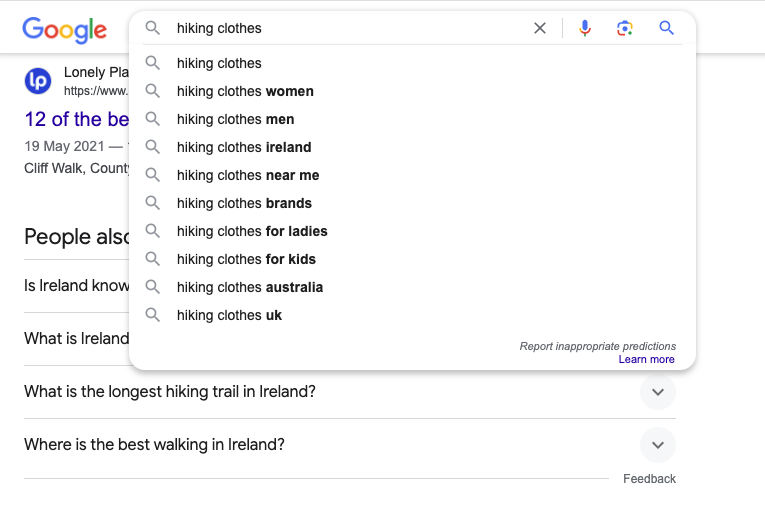 Google
hiking clothes
Lonely Pla
https://www.
12 of the be
19 May 2021 —
Cliff Walk, County
hiking clothes
hiking clothes women
hiking clothes men
hiking clothes ireland
hiking clothes near me
hiking clothes brands
hiking clothes for ladies
hiking clothes for kids
hiking clothes australia
hiking clothes uk
Report inappropriate predictions
Learn more
People also
Is Ireland know
What is Ireland
What is the longest hiking trail in Ireland?
Where is the best walking in Ireland?
Feedback